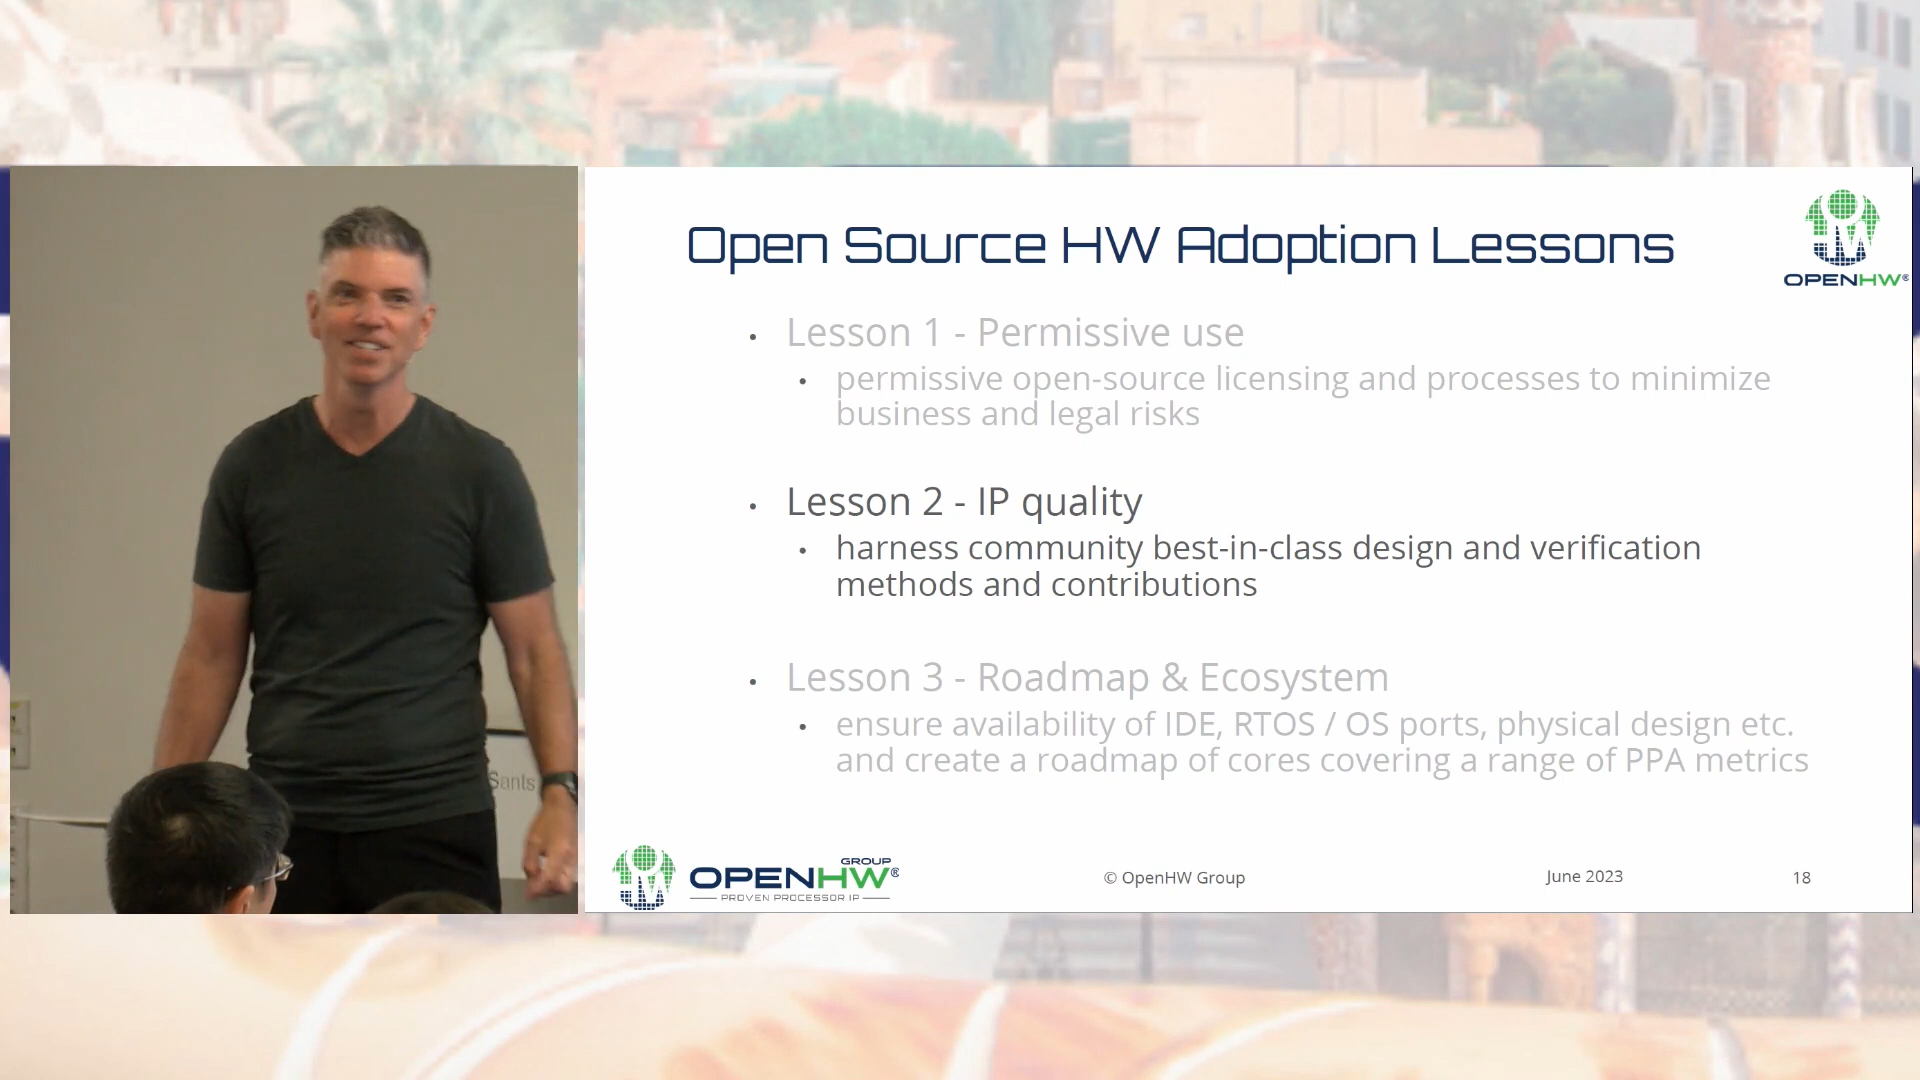 Open Source HW Adoption Lessons
OPENHW®
• Lesson 1 - Permissive use
• permissive open-source licensing and processes to minimize
business and legal risks
• Lesson 2 - IP quality
• harness community best-in-class design and verification
methods and contributions
• Lesson 3 - Roadmap & Ecosystem
• ensure availability of IDE, RTOS / OS ports, physical design etc.
and create a roadmap of cores covering a range of PPA metrics
Sants
GROUP
OPENHW®
PROVEN PROCESSOR IP
© OpenHW Group
June 2023
18